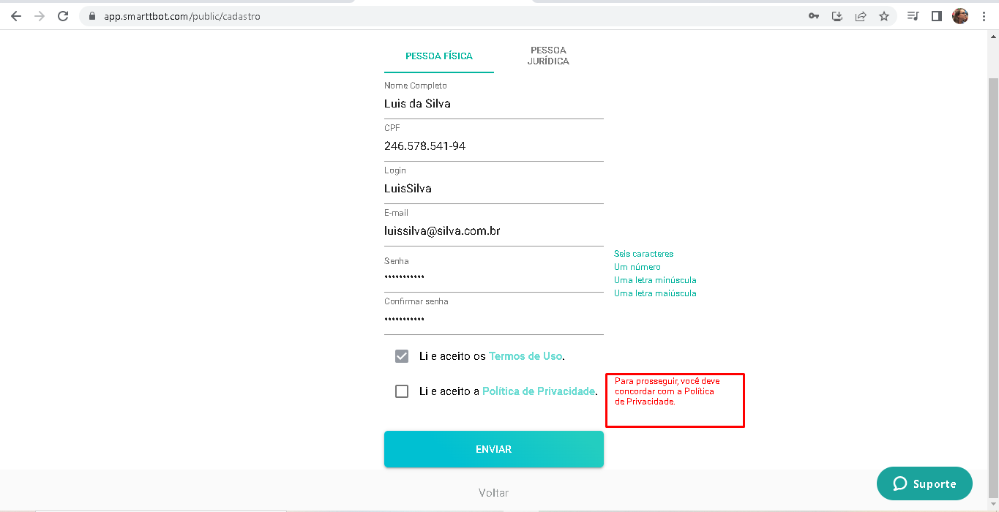 app.smarttbot.com/public/cadastro
PESSOA FÍSICA
PESSOA
JURÍDICA
Nome Completo
Luis da Silva
CPF
246.578.541-94
Login
LuisSilva
E-mail
luissilva@silva.com.br
Senha
•••••••••••
Seis caracteres
Um número
Uma letra minúscula
Uma letra maiúscula
Confirmar senha
•••••••••••
Li e aceito os Termos de Uso.
Li e aceito a Política de Privacidade.
Para prosseguir, você deve
concordar com a Política
de Privacidade.
ENVIAR
Voltar
Suporte